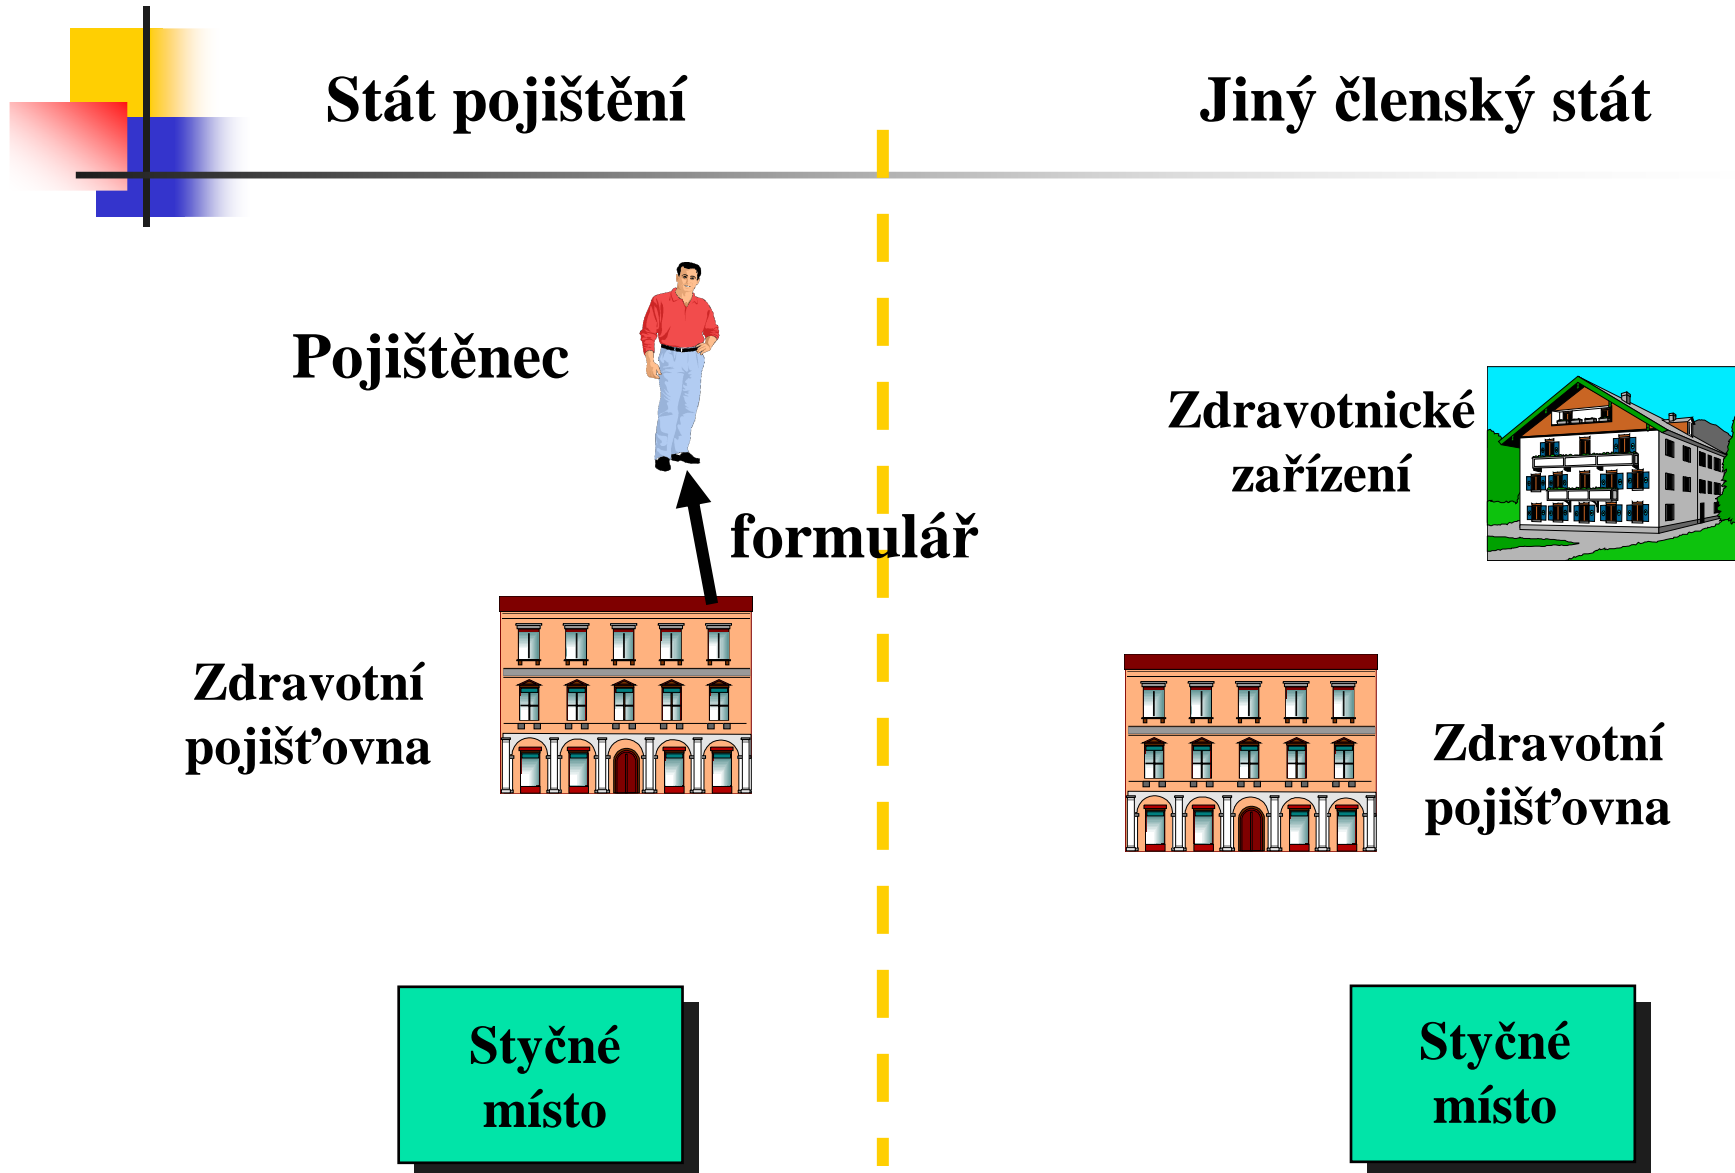 Stát pojištění
Jiný členský stát
Pojištěnec
Zdravotnické
zařízení
formulář
Zdravotní
pojišťovna
Zdravotní
pojišťovna
Styčné
místo
Styčné
místo